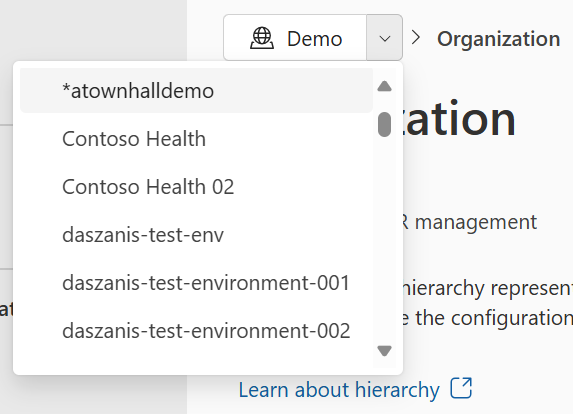 Demo
Organization
*atownhalldemo
Contoso Health
zation
Contoso Health 02
R management
daszanis-test-env
daszanis-test-environment-001
hierarchy represent
at
e the configuration
daszanis-test-environment-002
Learn about hierarchy